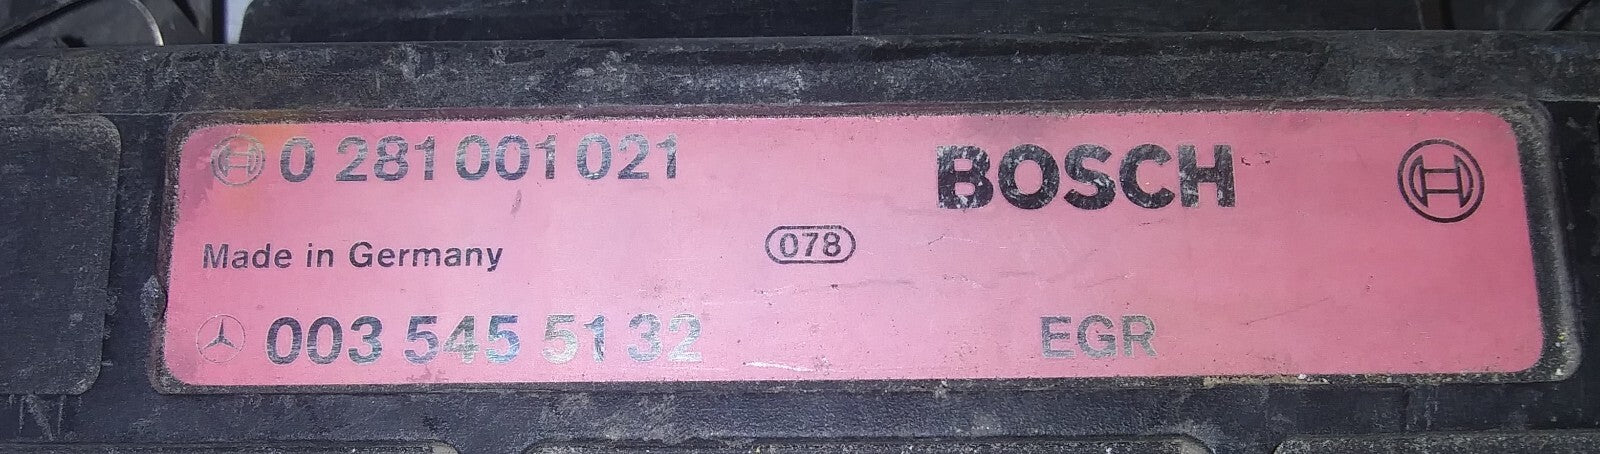 0 281 001 021 BOSCH
Made in Germany 078
003 545 51 32 EGR